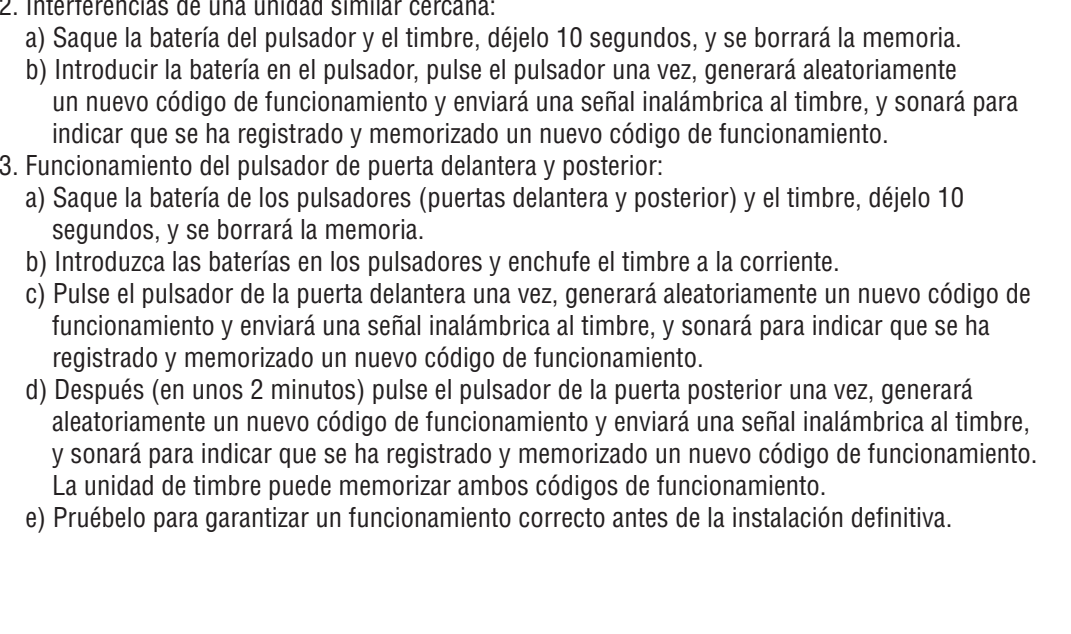 2. Interferencias de una unidad similar cercana:
a) Saque la batería del pulsador y el timbre, déjelo 10 segundos, y se borrará la memoria.
b) Introducir la batería en el pulsador, pulse el pulsador una vez, generará aleatoriamente
un nuevo código de funcionamiento y enviará una señal inalámbrica al timbre, y sonará para
indicar que se ha registrado y memorizado un nuevo código de funcionamiento.
3. Funcionamiento del pulsador de puerta delantera y posterior:
a) Saque la batería de los pulsadores (puertas delantera y posterior) y el timbre, déjelo 10
segundos, y se borrará la memoria.
b) Introduzca las baterías en los pulsadores y enchufe el timbre a la corriente.
c) Pulse el pulsador de la puerta delantera una vez, generará aleatoriamente un nuevo código de
funcionamiento y enviará una señal inalámbrica al timbre, y sonará para indicar que se ha
registrado y memorizado un nuevo código de funcionamiento.
d) Después (en unos 2 minutos) pulse el pulsador de la puerta posterior una vez, generará
aleatoriamente un nuevo código de funcionamiento y enviará una señal inalámbrica al timbre,
y sonará para indicar que se ha registrado y memorizado un nuevo código de funcionamiento.
La unidad de timbre puede memorizar ambos códigos de funcionamiento.
e) Pruébelo para garantizar un funcionamiento correcto antes de la instalación definitiva.